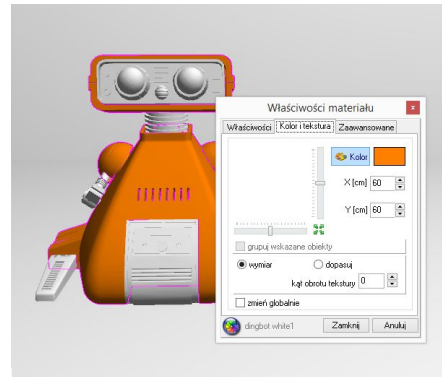 Właściwości materiału
Właściwości Kolor i tekstura Zaawansowane
Kolor
X [cm] 60
Y [cm] 60
grupuj wskazane obiekty
wymiar dopasuj
kąt obrotu tekstury 0
zmień globalnie
dingbot white1 Zamknij Anuluj